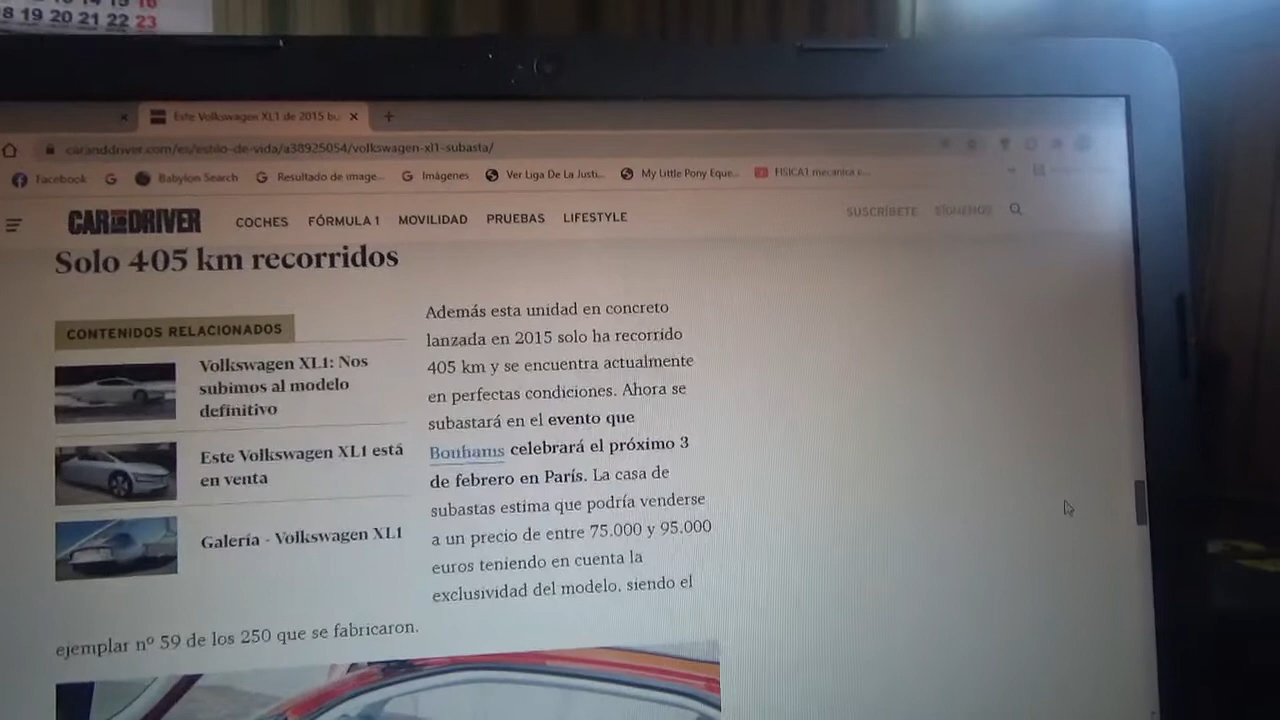 18 19 20 21 22 23
Este Volkswagen XL1 de 2015 bu
caranddriver.com/es/estilo-de-vida/a38925054/volkswagen-xl1-subasta/
Facebook
Babylon Search
Resultado de image...
Imágenes
Ver Liga De La Justi...
My Little Pony Eque...
FISICA1 mecanica c...
CAR AND DRIVER
COCHES
FÓRMULA 1
MOVILIDAD
PRUEBAS
LIFESTYLE
SUSCRÍBETE
SÍGUENOS
Solo 405 km recorridos
CONTENIDOS RELACIONADOS
Volkswagen XL1: Nos
subimos al modelo
definitivo
Este Volkswagen XL1 está
en venta
Galería - Volkswagen XL1
Además esta unidad en concreto
lanzada en 2015 solo ha recorrido
405 km y se encuentra actualmente
en perfectas condiciones. Ahora se
subastará en el evento que
Bonhams celebrará el próximo 3
de febrero en París. La casa de
subastas estima que podría venderse
a un precio de entre 75.000 y 95.000
euros teniendo en cuenta la
exclusividad del modelo, siendo el
ejemplar nº 59 de los 250 que se fabricaron.